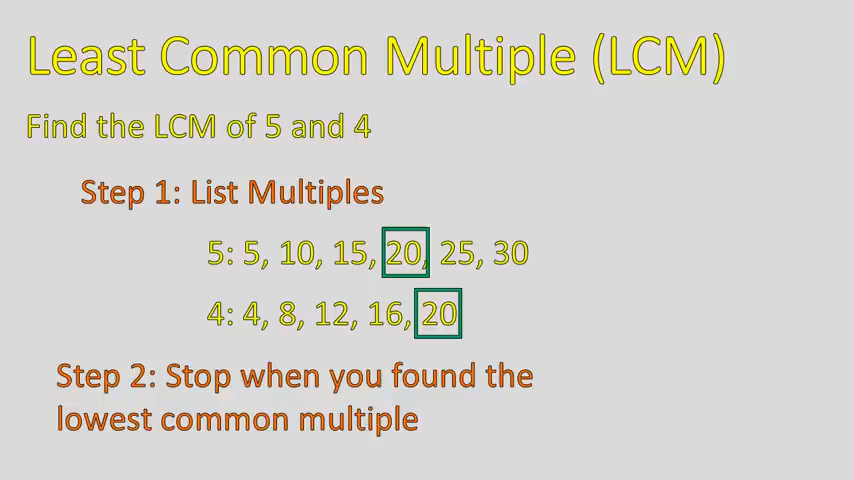 Least Common Multiple (LCM)
Find the LCM of 5 and 4
Step 1: List Multiples
5: 5, 10, 15, 20, 25, 30
4: 4, 8, 12, 16, 20
Step 2: Stop when you found the
lowest common multiple